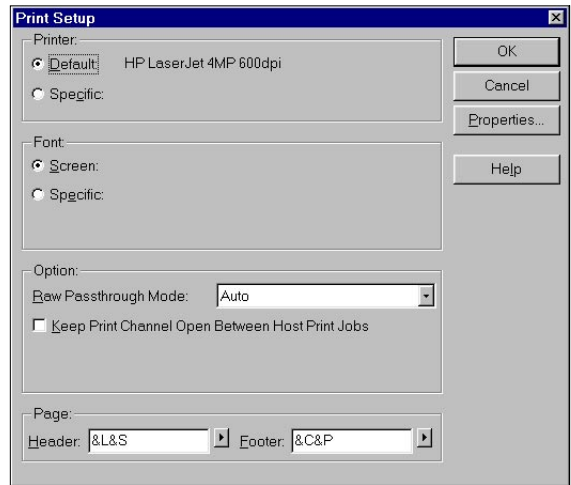 Print Setup
Printer:
Default: HP LaserJet 4MP 600dpi
Specific:
OK
Cancel
Properties...
Help
Font:
Screen:
Specific:
Option:
Raw Passthrough Mode: Auto
Keep Print Channel Open Between Host Print Jobs
Page:
Header: &L&S Footer: &C&P